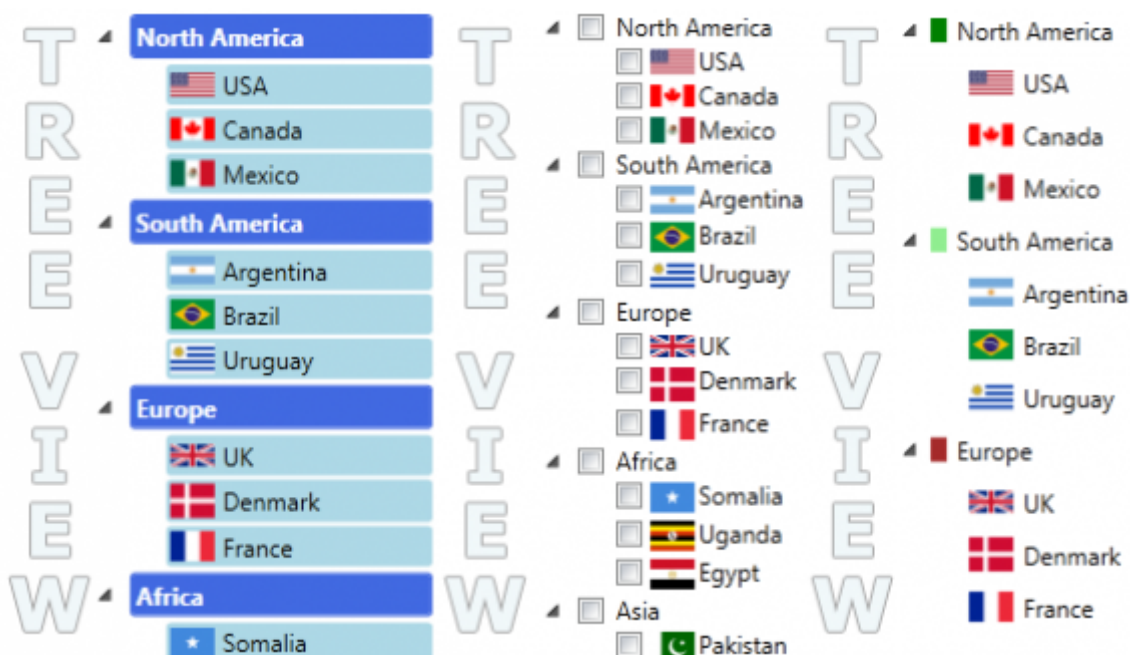 TREE VIEW
North America
USA
Canada
Mexico
South America
Argentina
Brazil
Uruguay
Europe
UK
Denmark
France
Africa
Somalia
TREE VIEW
North America
USA
Canada
Mexico
South America
Argentina
Brazil
Uruguay
Europe
UK
Denmark
France
Africa
Somalia
Uganda
Egypt
Asia
Pakistan
TREE VIEW
North America
USA
Canada
Mexico
South America
Argentina
Brazil
Uruguay
Europe
UK
Denmark
France